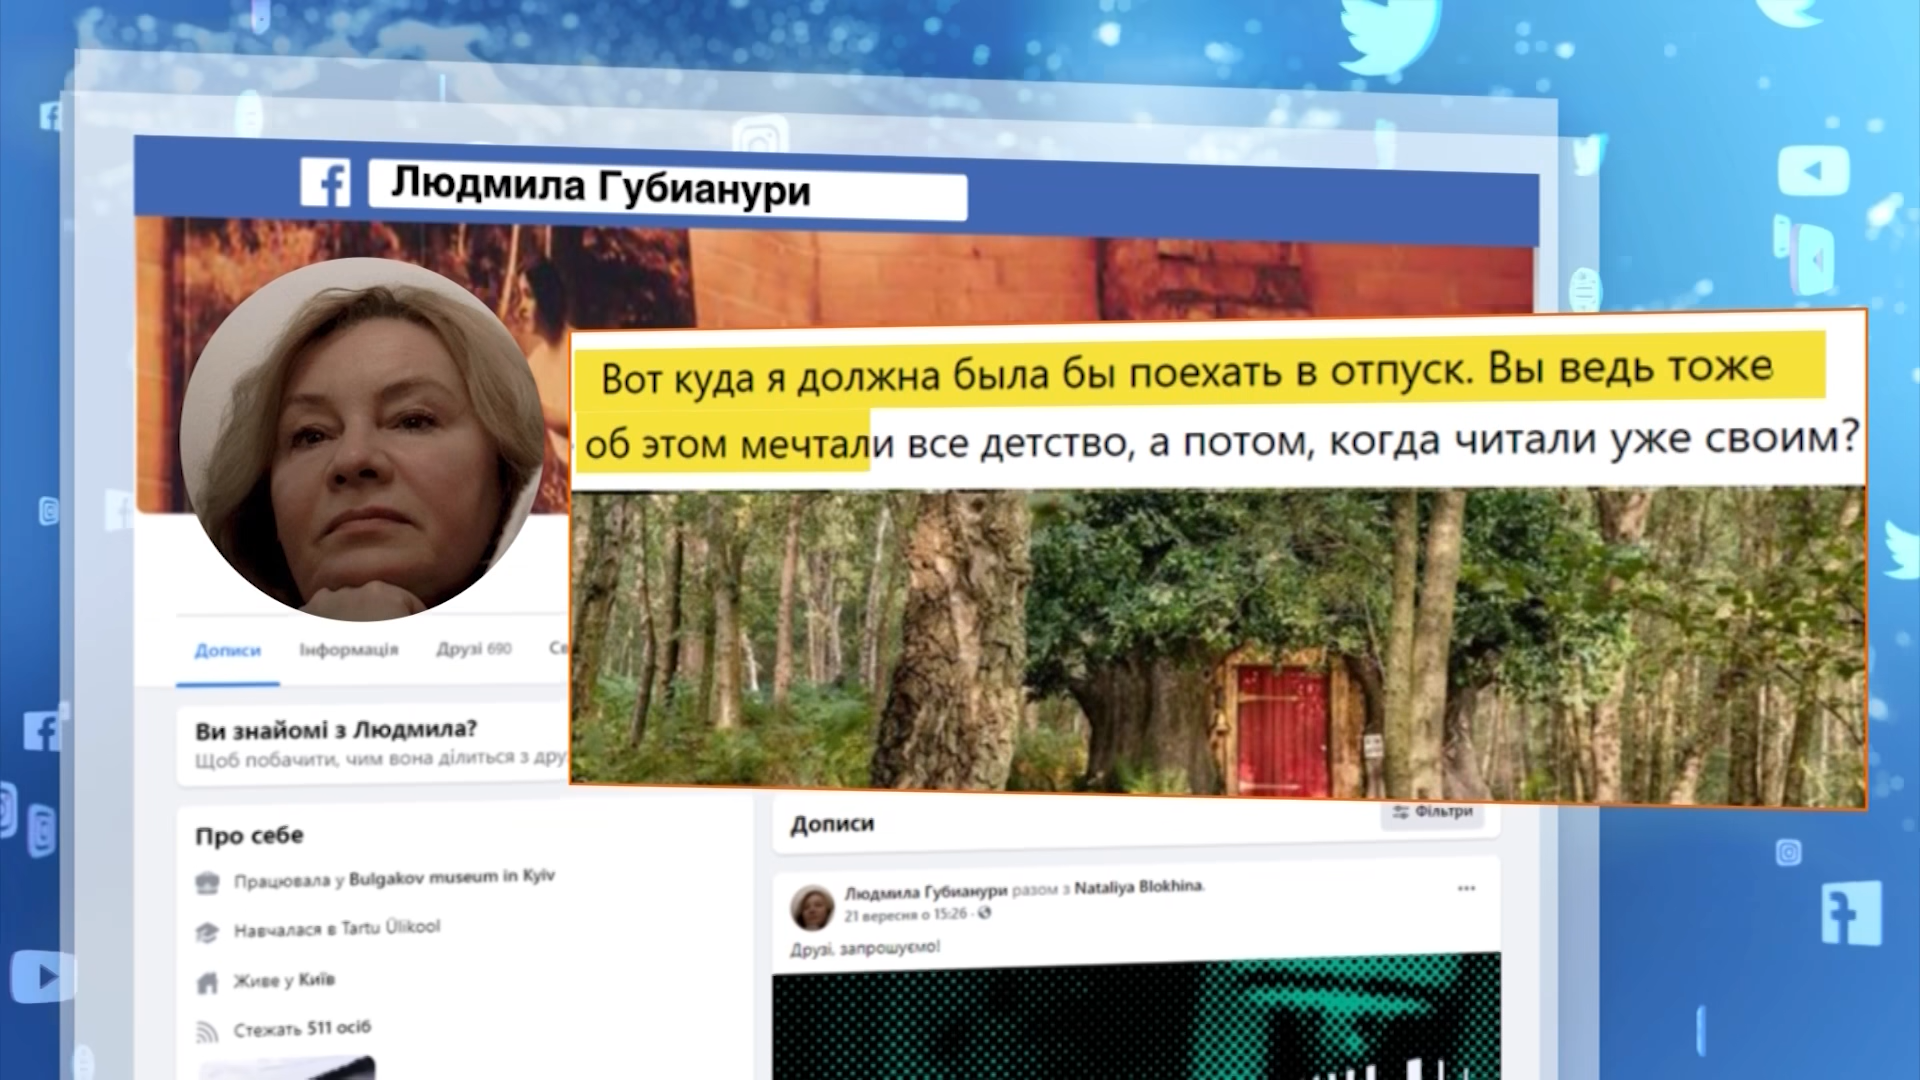 Людмила Губианури
Вот куда я должна была бы поехать в отпуск. Вы ведь тоже
об этом мечтали все детство, а потом, когда читали уже своим?
Дописи Інформація Друзі 690 Св
Ви знайомі з Людмила?
Щоб побачити, чим вона ділиться з дру
Про себе
Працювала у Bulgakov museum in Kyiv
Навчалася в Tartu Ülikool
Живе у Київ
Стежать 511 осіб
Дописи Фільтри
Людмила Губианури разом з Nataliya Blokhina.
21 вересня о 15:26 ·
Друзі, запрошуємо!